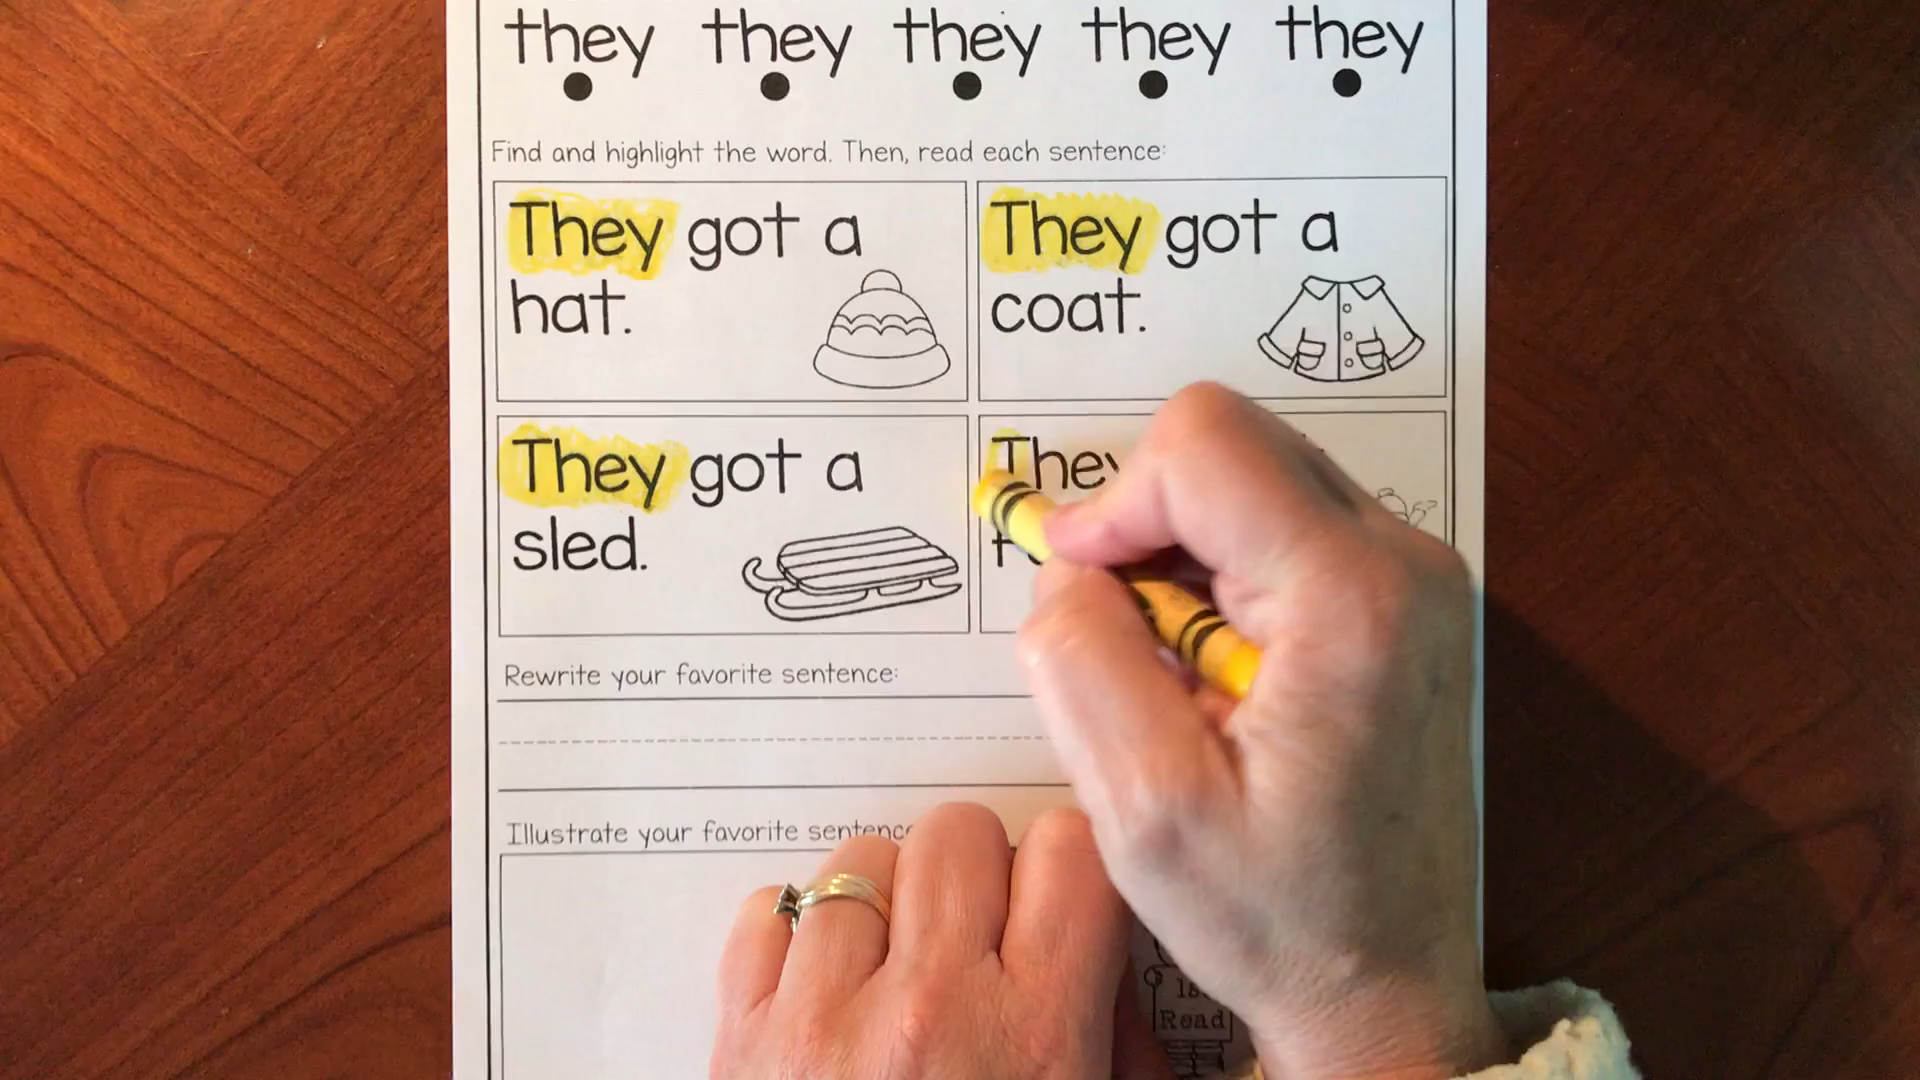 they they they they they
Find and highlight the word. Then, read each sentence:
They got a
hat.
They got a
coat.
They got a
sled.
They
Rewrite your favorite sentence:
Illustrate your favorite sentence
Read